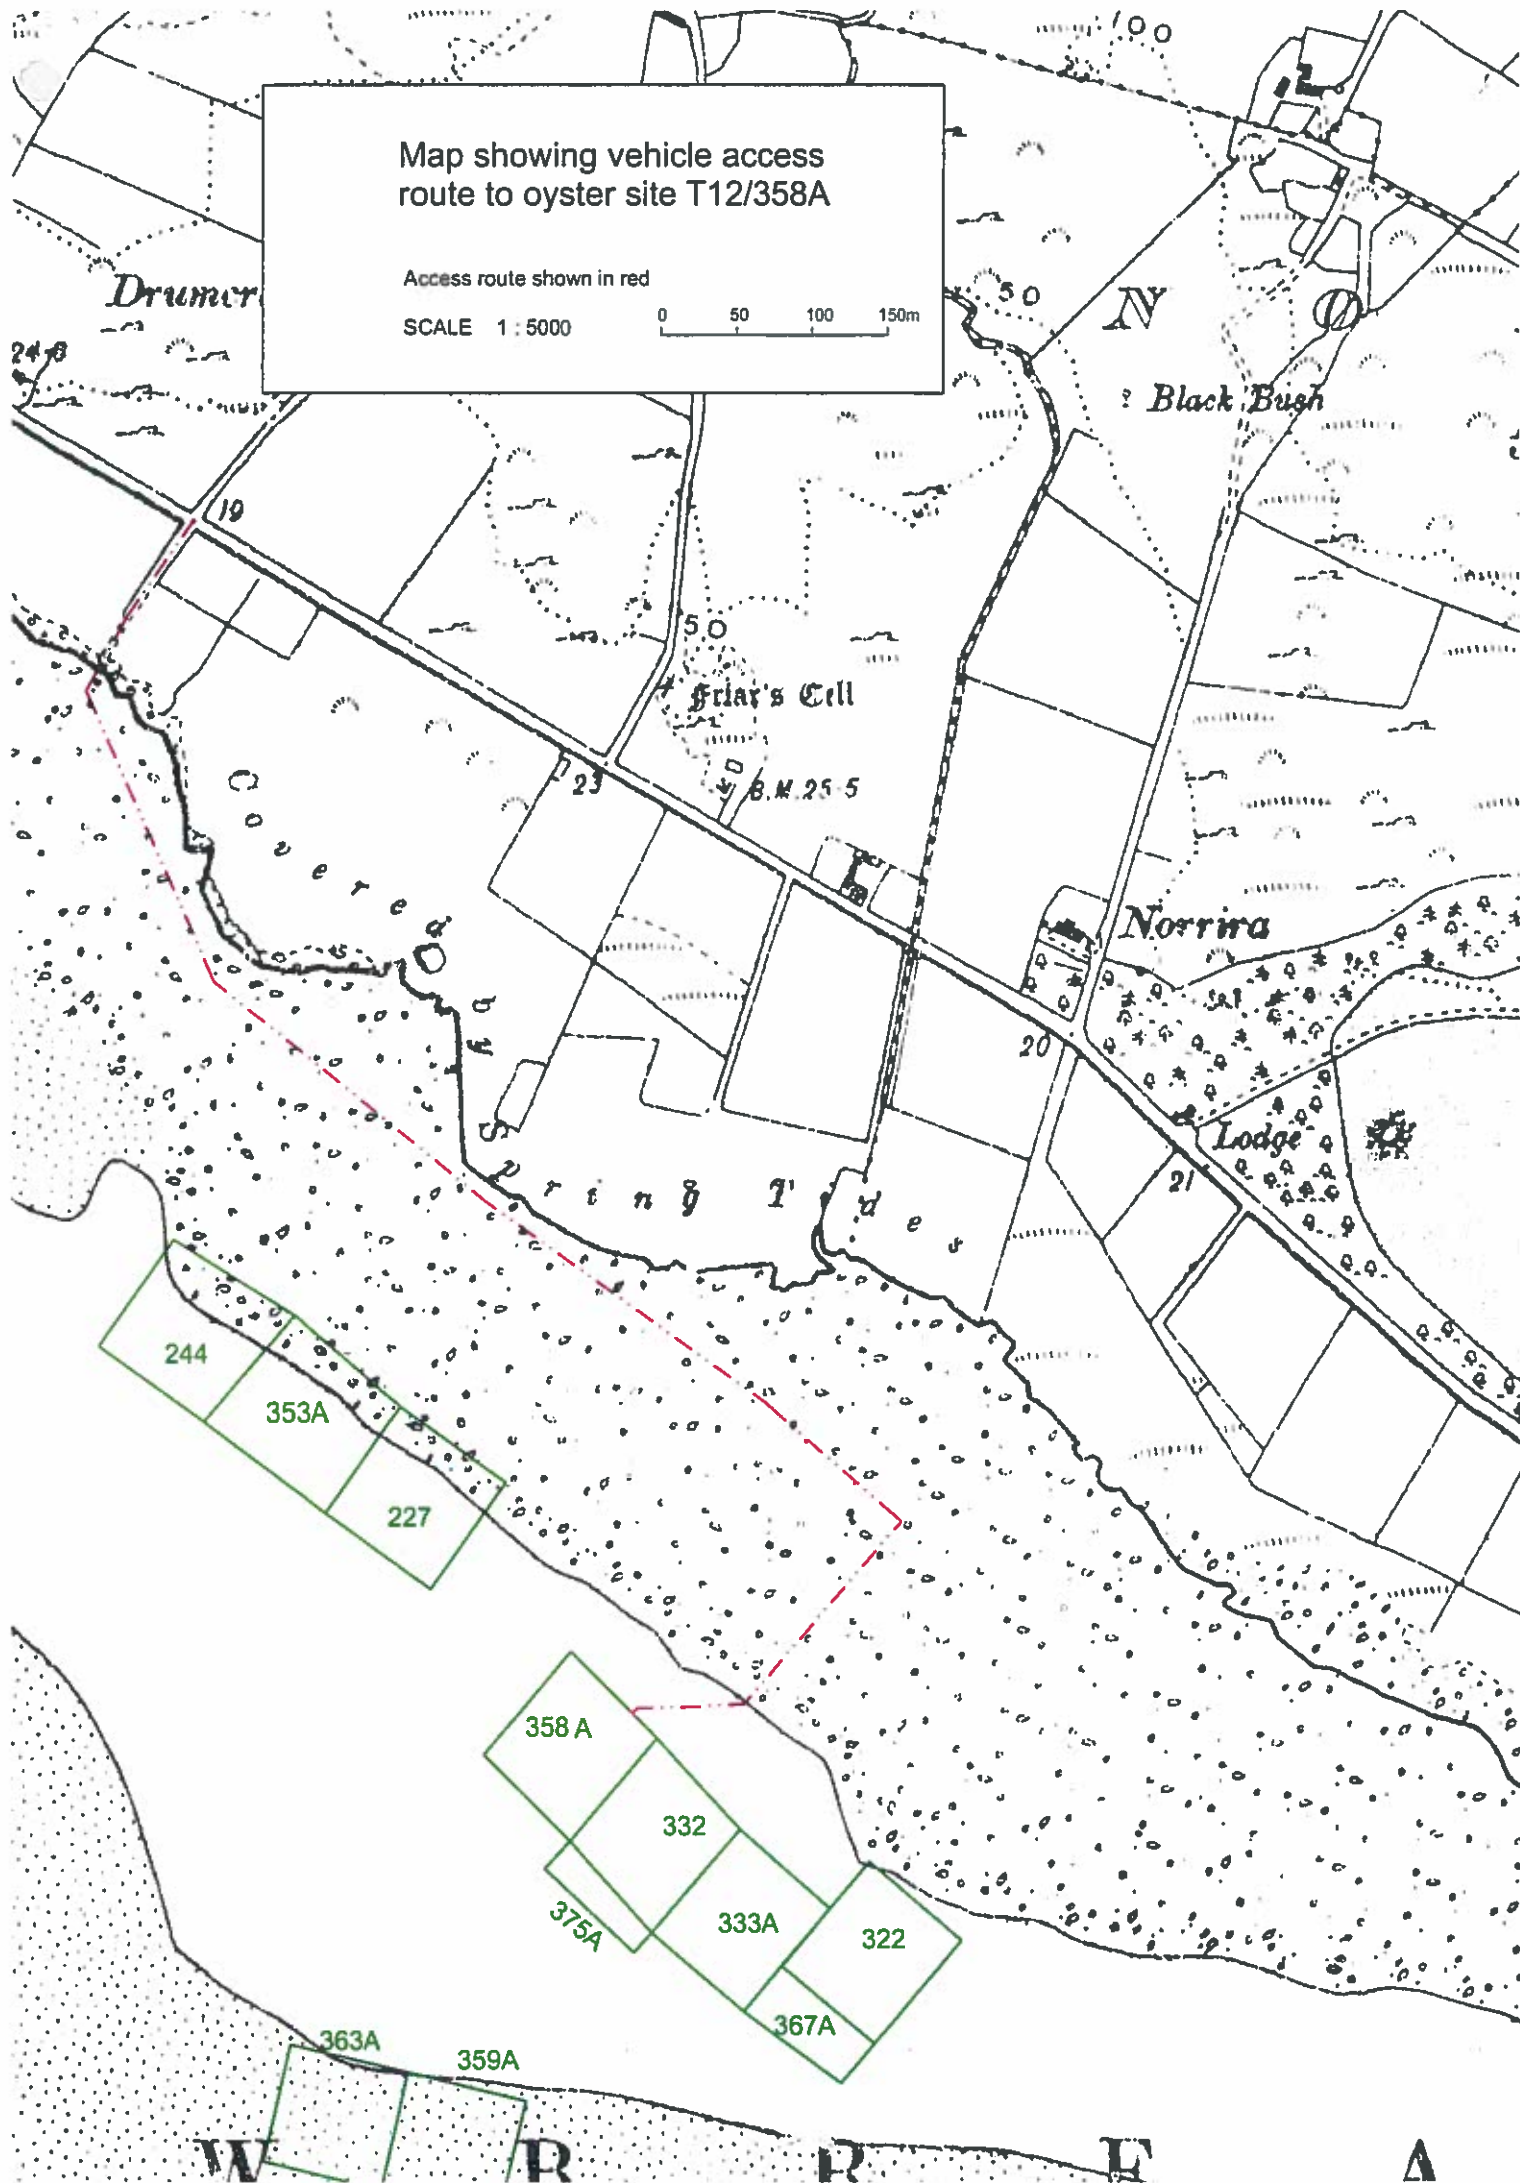 100
Map showing vehicle access
route to oyster site T12/358A
Access route shown in red
SCALE 1 : 5000
0 50 100 150m
Drumcr
50
N O
24·8
Black Bush
19
50
Friar's Cell
23
B.M. 25·5
Covered by Spring Tides
Norrira
20
Lodge
21
244
353A
227
358 A
332
375A
333A
322
367A
363A
359A
W
R
E
A